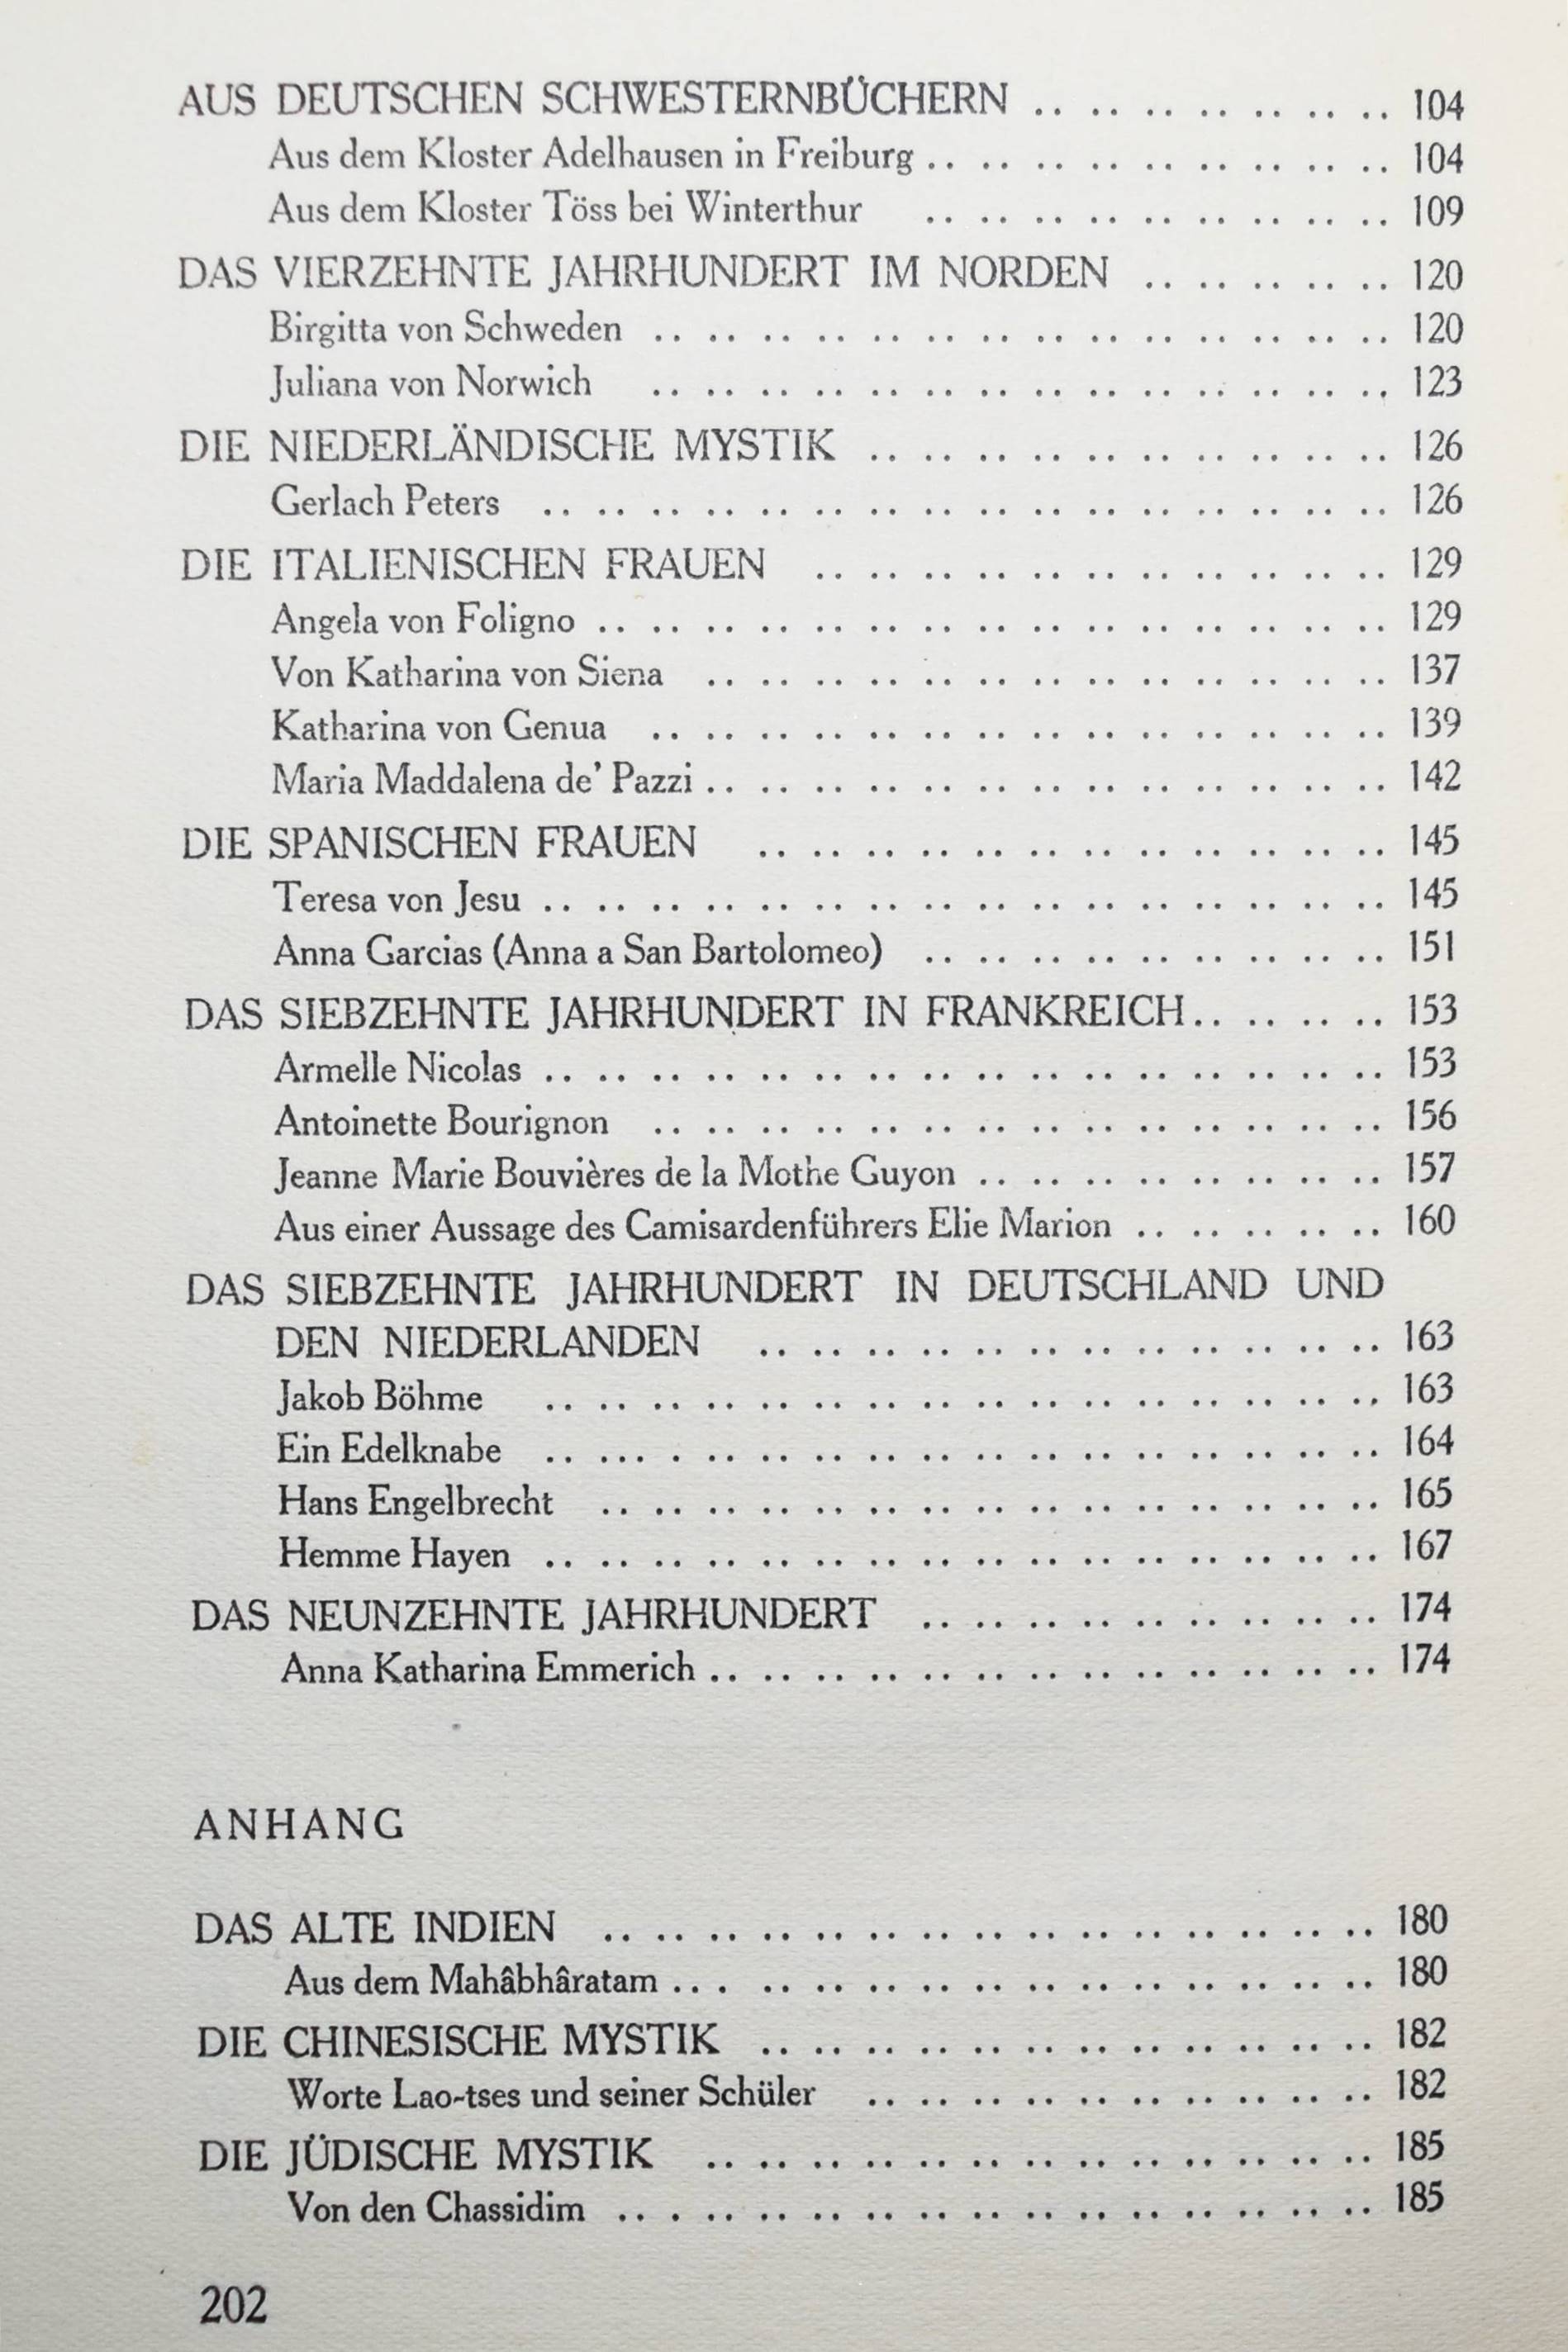 AUS DEUTSCHEN SCHWESTERNBÜCHERN .. .. .. .. .. .. .. 104
Aus dem Kloster Adelhausen in Freiburg .. .. .. .. .. .. .. .. .. 104
Aus dem Kloster Töss bei Winterthur .. .. .. .. .. .. .. .. .. 109
DAS VIERZEHNTE JAHRHUNDERT IM NORDEN .. .. .. .. .. 120
Birgitta von Schweden .. .. .. .. .. .. .. .. .. .. .. .. .. .. 120
Juliana von Norwich .. .. .. .. .. .. .. .. .. .. .. .. .. .. 123
DIE NIEDERLÄNDISCHE MYSTIK .. .. .. .. .. .. .. .. .. .. 126
Gerlach Peters .. .. .. .. .. .. .. .. .. .. .. .. .. .. .. .. 126
DIE ITALIENISCHEN FRAUEN .. .. .. .. .. .. .. .. .. .. .. 129
Angela von Foligno .. .. .. .. .. .. .. .. .. .. .. .. .. .. .. 129
Von Katharina von Siena .. .. .. .. .. .. .. .. .. .. .. .. .. 137
Katharina von Genua .. .. .. .. .. .. .. .. .. .. .. .. .. .. 139
Maria Maddalena de' Pazzi .. .. .. .. .. .. .. .. .. .. .. .. .. 142
DIE SPANISCHEN FRAUEN .. .. .. .. .. .. .. .. .. .. .. .. 145
Teresa von Jesu .. .. .. .. .. .. .. .. .. .. .. .. .. .. .. .. 145
Anna Garcias (Anna a San Bartolomeo) .. .. .. .. .. .. .. .. .. 151
DAS SIEBZEHNTE JAHRHUNDERT IN FRANKREICH .. .. .. .. 153
Armelle Nicolas .. .. .. .. .. .. .. .. .. .. .. .. .. .. .. .. 153
Antoinette Bourignon .. .. .. .. .. .. .. .. .. .. .. .. .. .. 156
Jeanne Marie Bouvières de la Mothe Guyon .. .. .. .. .. .. .. .. 157
Aus einer Aussage des Camisardenführers Elie Marion .. .. .. .. .. 160
DAS SIEBZEHNTE JAHRHUNDERT IN DEUTSCHLAND UND
DEN NIEDERLANDEN .. .. .. .. .. .. .. .. .. .. .. .. 163
Jakob Böhme .. .. .. .. .. .. .. .. .. .. .. .. .. .. .. .. 163
Ein Edelknabe .. ... . .. .. .. .. .. .. .. .. .. .. .. .. .. 164
Hans Engelbrecht .. .. .. .. .. .. .. .. .. .. .. .. .. .. .. 165
Hemme Hayen .. .. .. .. .. .. .. .. .. .. .. .. .. .. .. .. 167
DAS NEUNZEHNTE JAHRHUNDERT .. .. .. .. .. .. .. .. .. 174
Anna Katharina Emmerich .. .. .. .. .. .. .. .. .. .. .. .. .. 174
ANHANG
DAS ALTE INDIEN .. .. .. .. .. .. .. .. .. .. .. .. .. .. .. 180
Aus dem Mahâbhâratam .. . .. .. .. .. .. .. .. .. .. .. .. .. 180
DIE CHINESISCHE MYSTIK .. .. .. .. .. .. .. .. .. .. .. .. 182
Worte Lao-tses und seiner Schüler .. .. .. .. .. .. .. .. .. .. 182
DIE JÜDISCHE MYSTIK .. .. .. .. .. .. .. .. .. .. .. .. .. 185
Von den Chassidim .. . .. .. .. .. .. .. .. .. .. .. .. .. .. 185
202